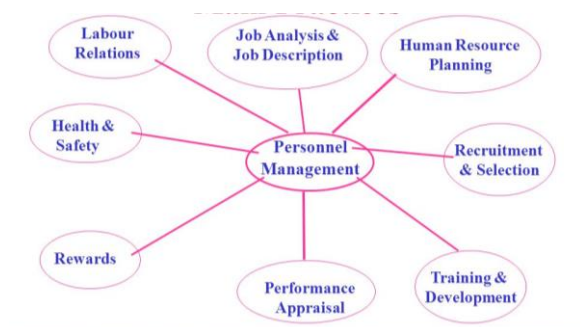 Labour
Relations
Job Analysis &
Job Description
Human Resource
Planning
Health &
Safety
Personnel
Management
Recruitment
& Selection
Rewards
Performance
Appraisal
Training &
Development